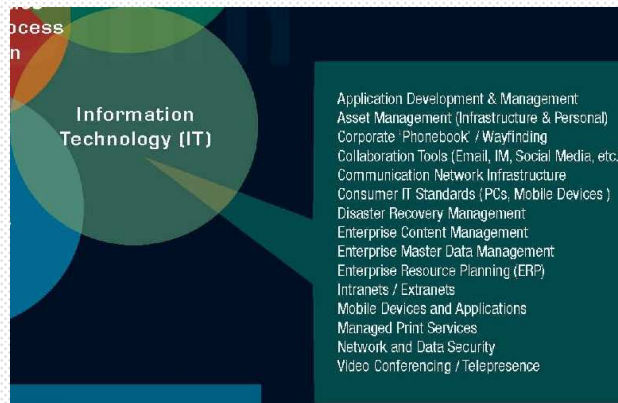 ocess
n
Information
Technology (IT)
Application Development & Management
Asset Management (Infrastructure & Personal)
Corporate 'Phonebook' / Wayfinding
Collaboration Tools (Email, IM, Social Media, etc.
Communication Network Infrastructure
Consumer IT Standards (PCs, Mobile Devices )
Disaster Recovery Management
Enterprise Content Management
Enterprise Master Data Management
Enterprise Resource Planning (ERP)
Intranets / Extranets
Mobile Devices and Applications
Managed Print Services
Network and Data Security
Video Conferencing / Telepresence